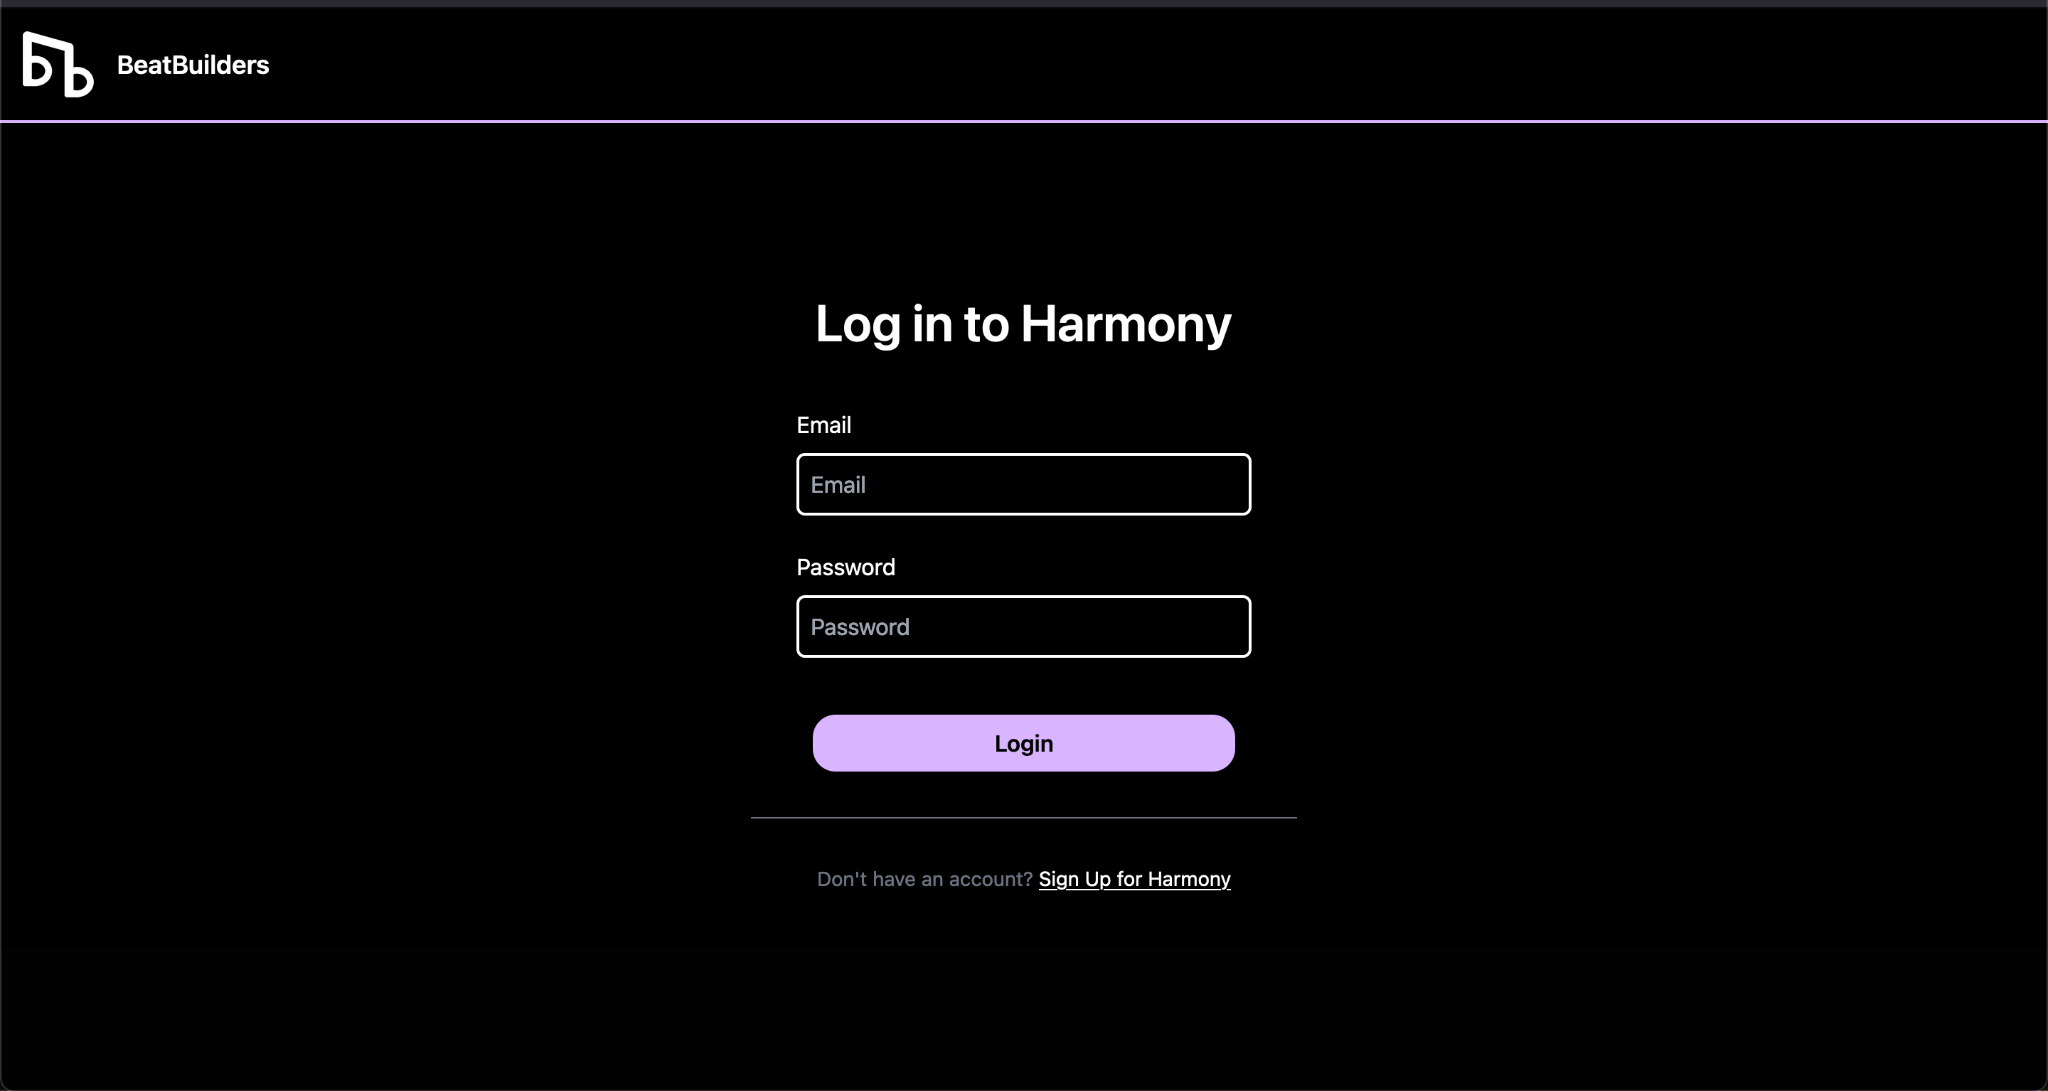 BeatBuilders
Log in to Harmony
Email
Email
Password
Password
Login
Don't have an account? Sign Up for Harmony